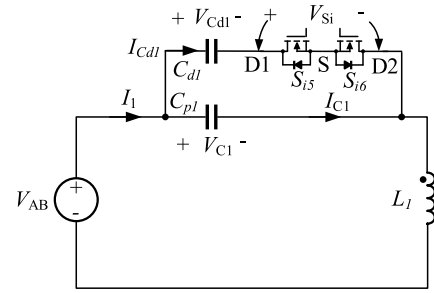 + V_Cd1 - + V_Si -
I_Cd1
C_d1 D1 S D2
S_i5 S_i6
I_1 C_p1 I_C1
+ V_C1 -
V_AB + -
L_1